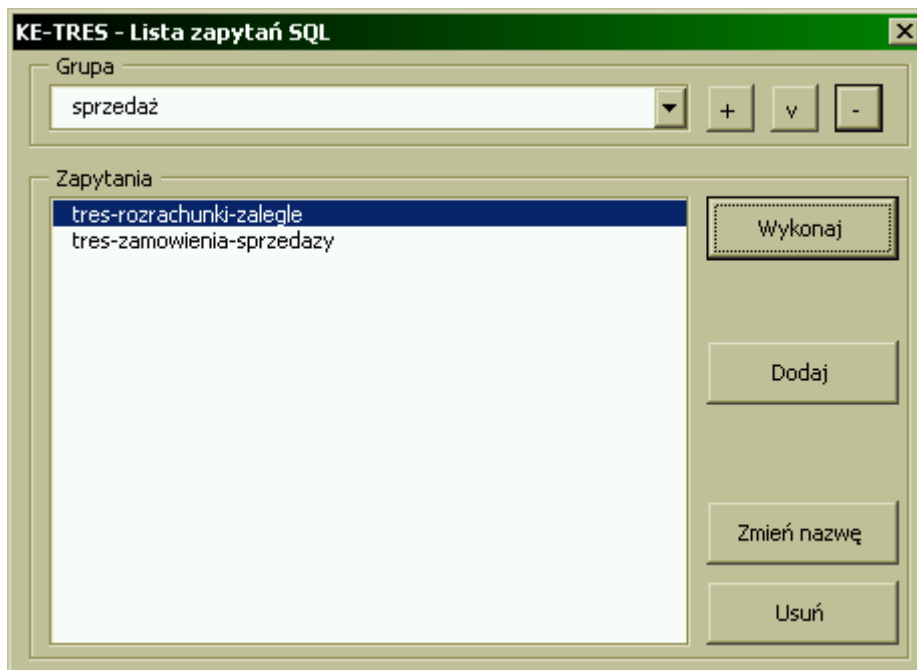 KE-TRES - Lista zapytań SQL
Grupa
sprzedaż
+ v -
Zapytania
tres-rozrachunki-zalegle
tres-zamowienia-sprzedazy
Wykonaj
Dodaj
Zmień nazwę
Usuń